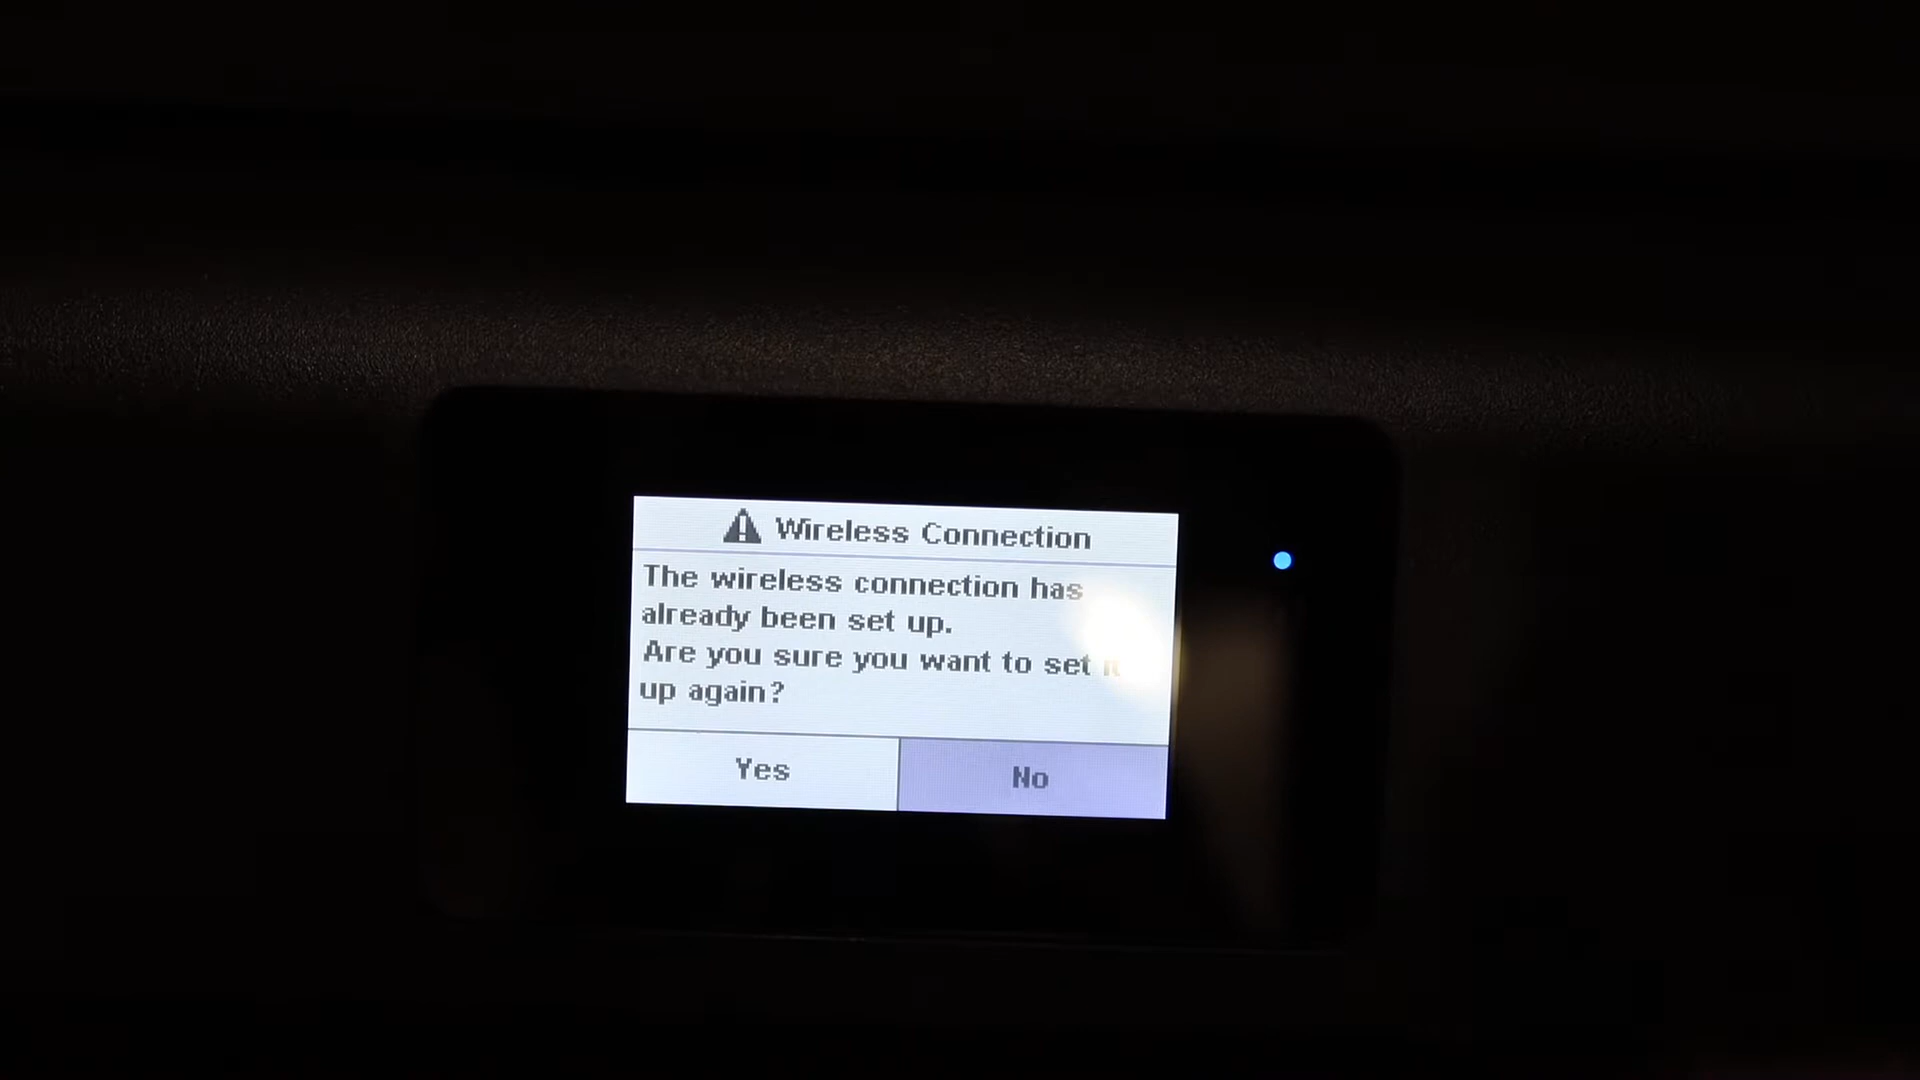 Wireless Connection
The wireless connection has
already been set up.
Are you sure you want to set it
up again?
Yes
No